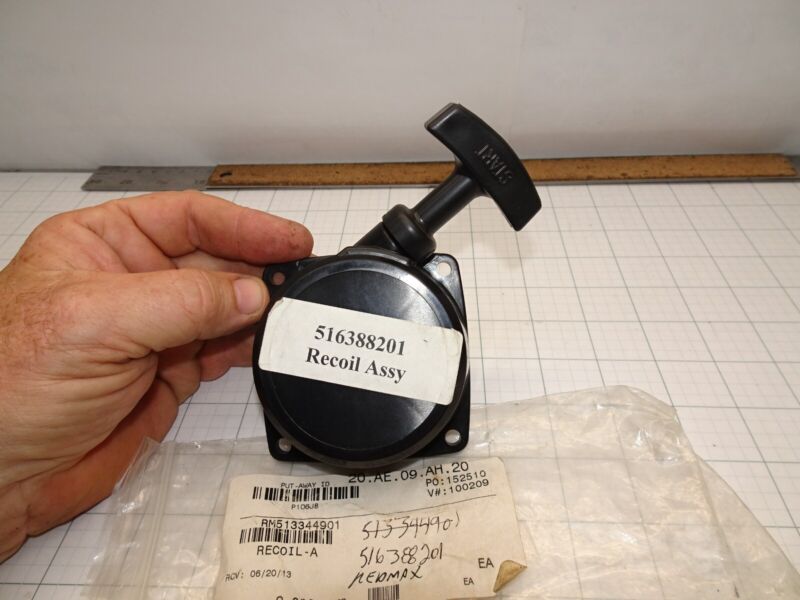 START
516388201
Recoil Assy
20.AE.09.AH.20
PUT-AWAY ID
PO:152510
V#:100209
P106J8
RM513344901
513344901
RECOIL-A
516388201
EA
REDMAX
RCV: 06/20/13
EA